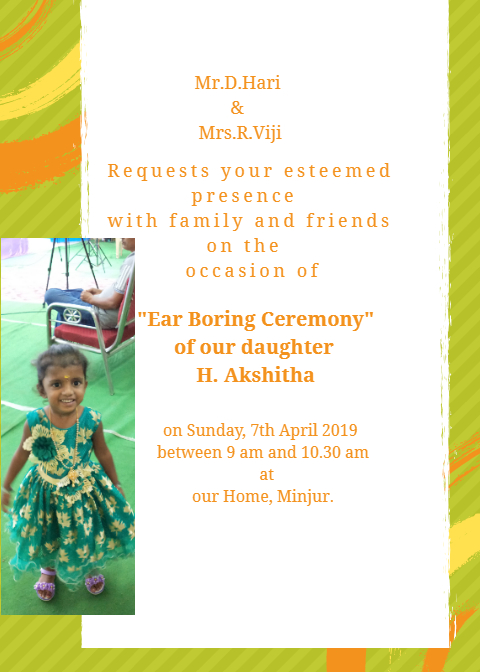 Mr.D.Hari
&
Mrs.R.Viji
Requests your esteemed
presence
with family and friends
on the
occasion of
"Ear Boring Ceremony"
of our daughter
H. Akshitha
on Sunday, 7th April 2019
between 9 am and 10.30 am
at
our Home, Minjur.